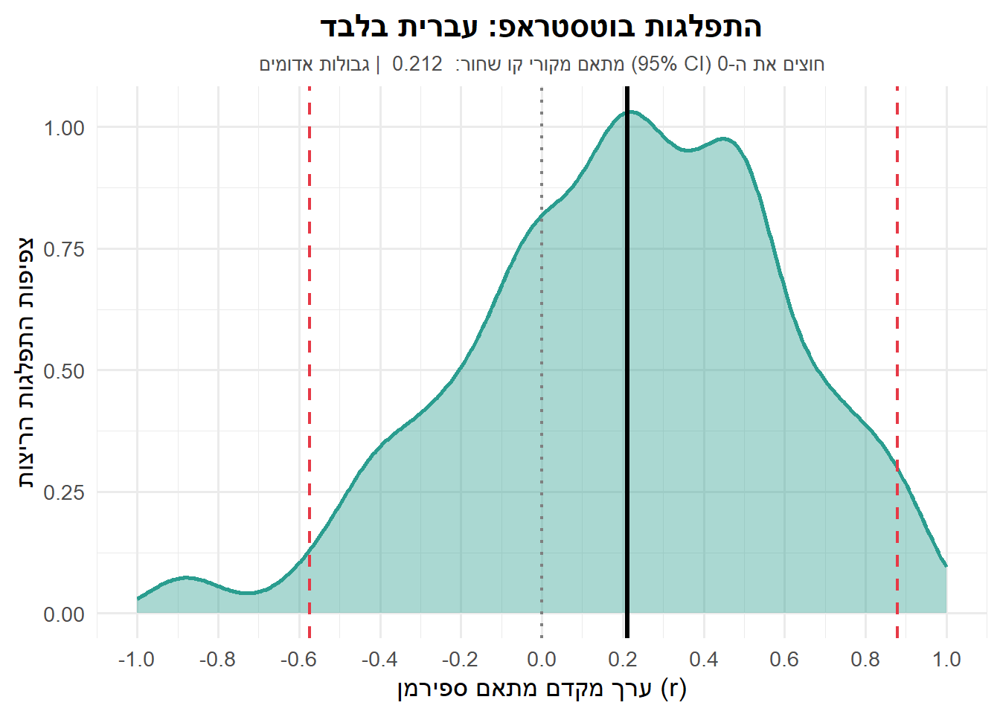 התפלגות בוטסטראפ: עברית בלבד
חוצים את ה-0 (95% CI) מתאם מקורי קו שחור: 0.212 | גבולות אדומים
צפיפות התפלגות הריצות
1.00
0.75
0.50
0.25
0.00
-1.0 -0.8 -0.6 -0.4 -0.2 0.0 0.2 0.4 0.6 0.8 1.0
ערך מקדם מתאם ספירמן (r)